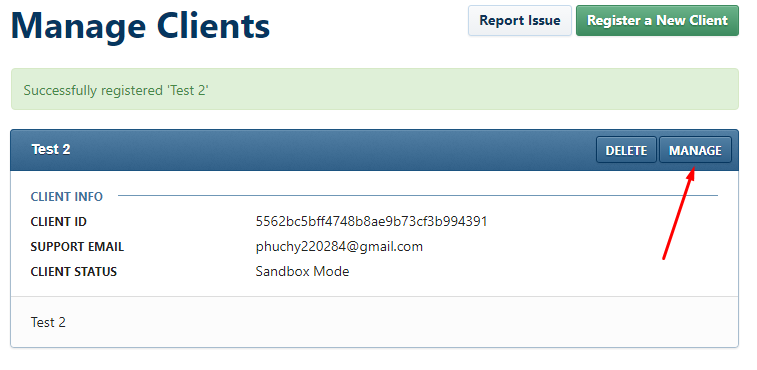 Manage Clients
Report Issue
Register a New Client
Successfully registered 'Test 2'
Test 2
DELETE
MANAGE
CLIENT INFO
CLIENT ID 5562bc5bff4748b8ae9b73cf3b994391
SUPPORT EMAIL phuchy220284@gmail.com
CLIENT STATUS Sandbox Mode
Test 2